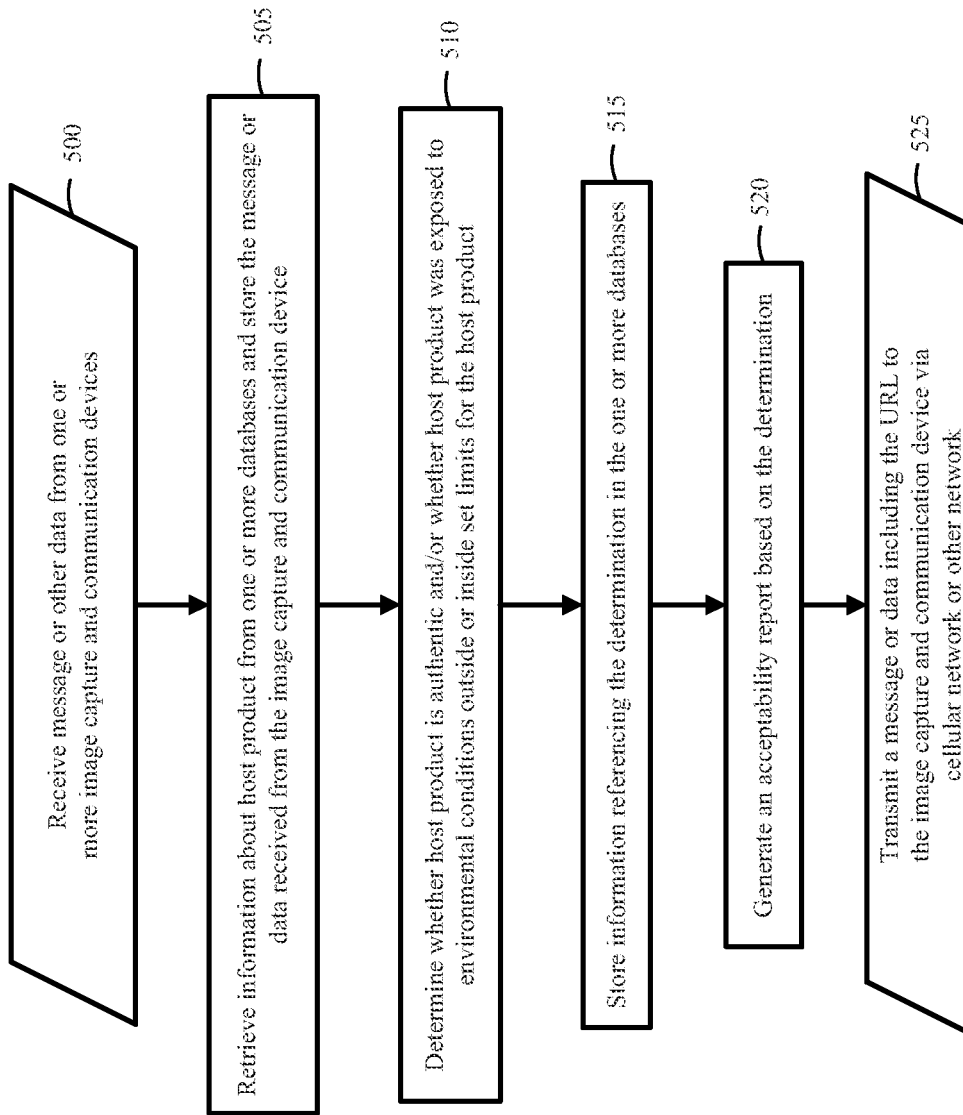 Receive message or other data from one or
more image capture and communication devices
500
Retrieve information about host product from one or more databases and store the message or
data received from the image capture and communication device
505
Determine whether host product is authentic and/or whether host product was exposed to
environmental conditions outside or inside set limits for the host product
510
Store information referencing the determination in the one or more databases
515
Generate an acceptability report based on the determination
520
Transmit a message or data including the URL to
the image capture and communication device via
cellular network or other network
525